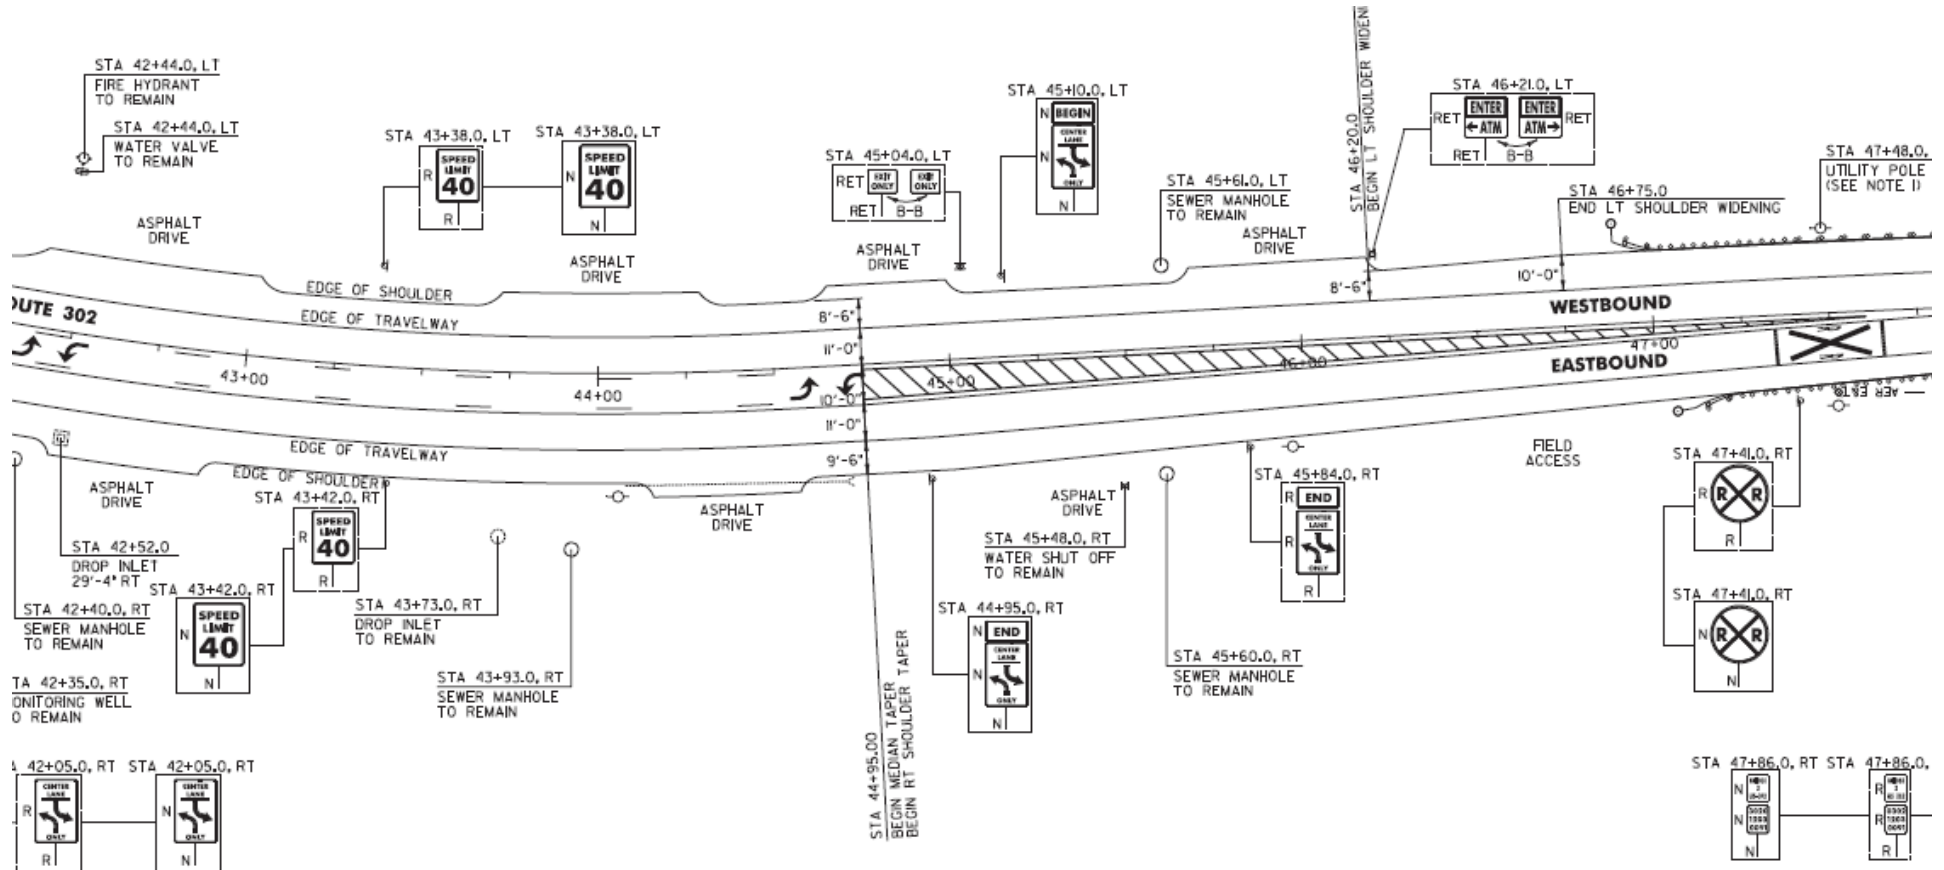 STA 42+44.0, LT
FIRE HYDRANT
TO REMAIN
STA 42+44.0, LT
WATER VALVE
TO REMAIN
ASPHALT
DRIVE
STA 43+38.0, LT
R
SPEED
LIMIT
40
R
STA 43+38.0, LT
N
SPEED
LIMIT
40
N
ASPHALT
DRIVE
STA 45+04.0, LT
RET
EXIT
ONLY
EXIT
ONLY
RET
B-B
ASPHALT
DRIVE
STA 45+10.0, LT
N
BEGIN
N
CENTER
LANE
ONLY
N
STA 45+61.0, LT
SEWER MANHOLE
TO REMAIN
ASPHALT
DRIVE
STA 46+20.0
BEGIN LT SHOULDER WIDENI
STA 46+21.0, LT
RET
ENTER
← ATM
ENTER
ATM →
RET
RET
B-B
STA 46+75.0
END LT SHOULDER WIDENING
STA 47+48.0,
UTILITY POLE
(SEE NOTE 1)
EDGE OF SHOULDER
EDGE OF TRAVELWAY
OUTE 302
43+00
44+00
45+00
46+00
47+00
8'-6"
11'-0"
10'-0"
11'-0"
9'-6"
8'-6"
10'-0"
WESTBOUND
EASTBOUND
EDGE OF TRAVELWAY
EDGE OF SHOULDER
ASPHALT
DRIVE
ASPHALT
DRIVE
ASPHALT
DRIVE
FIELD
ACCESS
STA 42+52.0
DROP INLET
29'-4" RT
STA 42+40.0, RT
SEWER MANHOLE
TO REMAIN
TA 42+35.0, RT
ONITORING WELL
O REMAIN
STA 43+42.0, RT
R
SPEED
LIMIT
40
R
STA 43+42.0, RT
N
SPEED
LIMIT
40
N
STA 43+73.0, RT
DROP INLET
TO REMAIN
STA 43+93.0, RT
SEWER MANHOLE
TO REMAIN
STA 44+95.00
BEGIN MEDIAN TAPER
BEGIN RT SHOULDER TAPER
STA 44+95.0, RT
N
END
N
CENTER
LANE
ONLY
N
STA 45+48.0, RT
WATER SHUT OFF
TO REMAIN
STA 45+60.0, RT
SEWER MANHOLE
TO REMAIN
STA 45+84.0, RT
R
END
R
CENTER
LANE
ONLY
R
STA 47+41.0, RT
R
R R
R
STA 47+41.0, RT
N
R R
N
42+05.0, RT
R
CENTER
LANE
ONLY
R
STA 42+05.0, RT
N
CENTER
LANE
ONLY
N
STA 47+86.0, RT
N
N
N
STA 47+86.0,
R
R
R